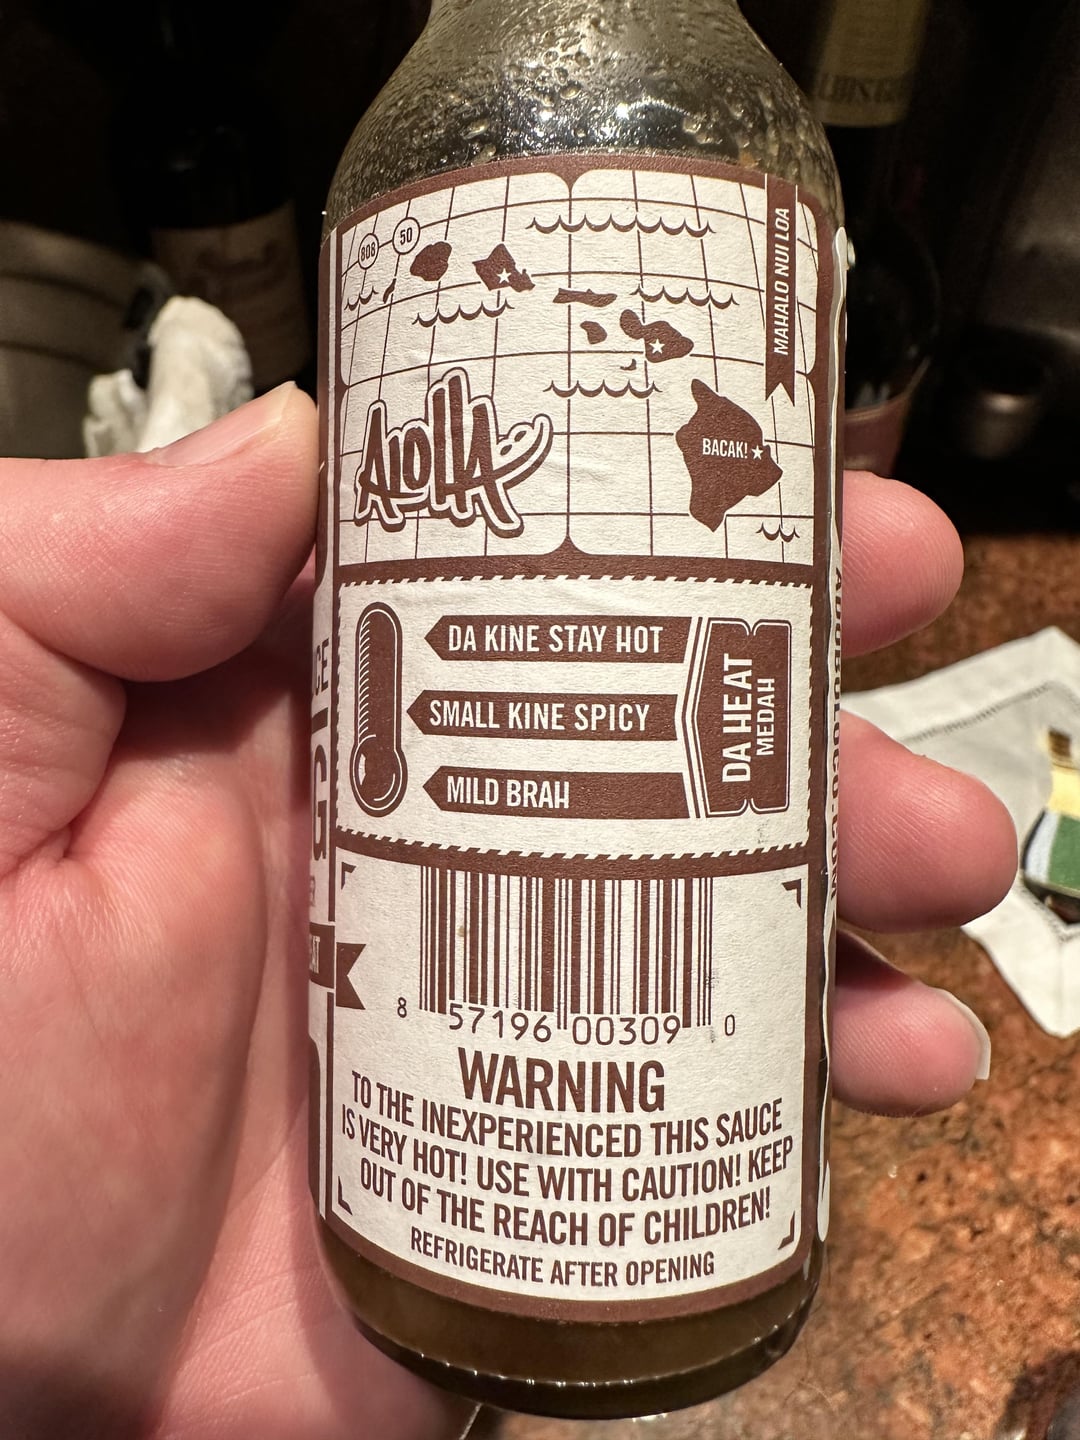 808
50
MAHALO NUI LOA
ALOHA
BACAK!
DA KINE STAY HOT
SMALL KINE SPICY
MILD BRAH
DA HEAT
MEDAH
8 57196 00309 0
WARNING
TO THE INEXPERIENCED THIS SAUCE
IS VERY HOT! USE WITH CAUTION! KEEP
OUT OF THE REACH OF CHILDREN!
REFRIGERATE AFTER OPENING